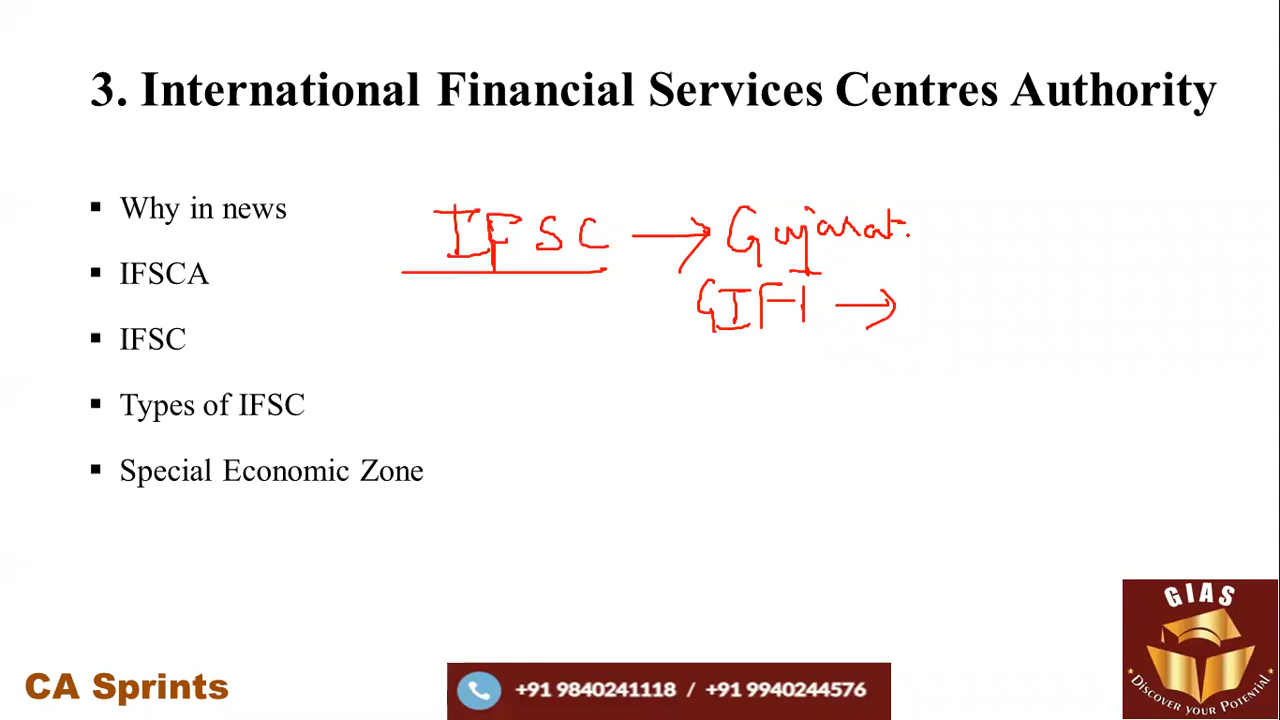 3. International Financial Services Centres Authority
▪ Why in news
IFSC → Gujarat.
▪ IFSCA
GIFT →
▪ IFSC
▪ Types of IFSC
▪ Special Economic Zone
GIAS
DISCOVER YOUR POTENTIAL
CA Sprints
+91 9840241118 / +91 9940244576